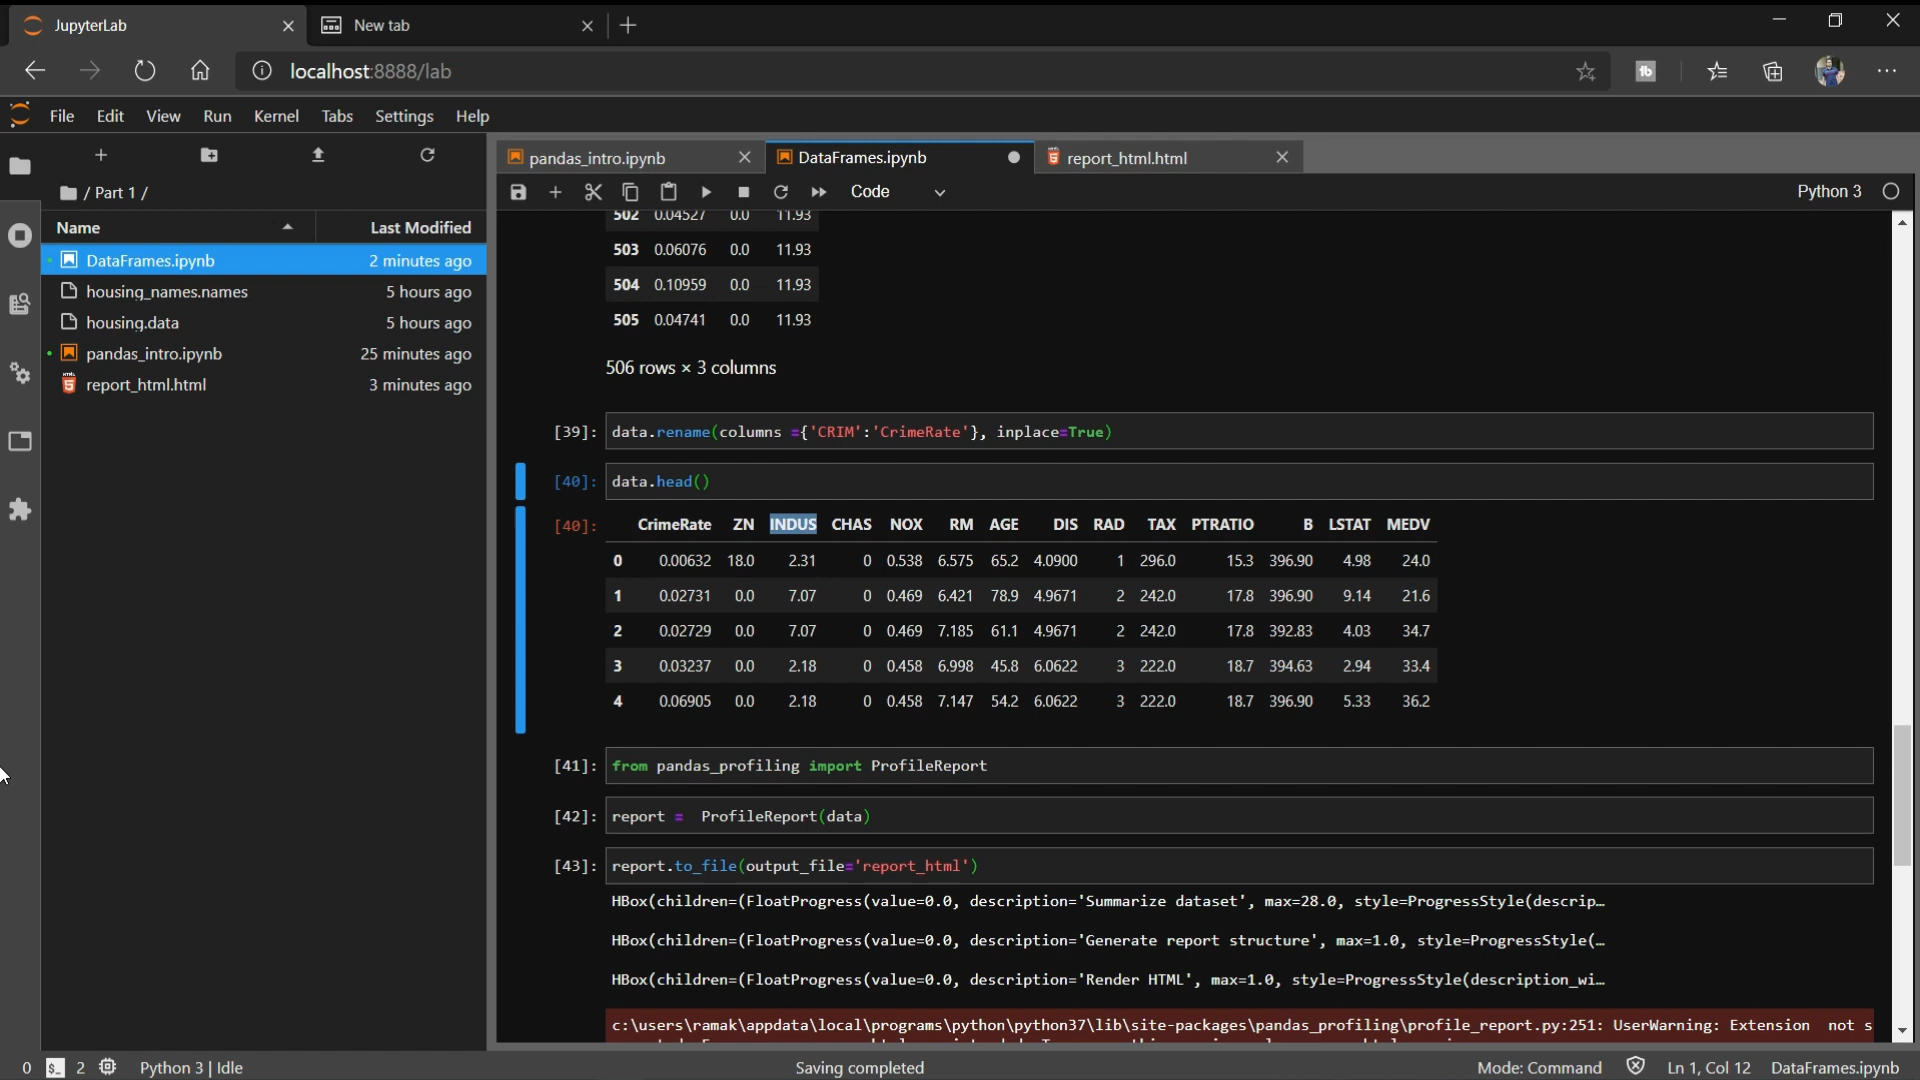 JupyterLab
New tab
localhost:8888/lab
File Edit View Run Kernel Tabs Settings Help
/ Part 1 /
Name Last Modified
DataFrames.ipynb 2 minutes ago
housing_names.names 5 hours ago
housing.data 5 hours ago
pandas_intro.ipynb 25 minutes ago
report_html.html 3 minutes ago
pandas_intro.ipynb DataFrames.ipynb report_html.html
Code Python 3
502 0.04527 0.0 11.93
503 0.06076 0.0 11.93
504 0.10959 0.0 11.93
505 0.04741 0.0 11.93
506 rows × 3 columns
[39]: data.rename(columns ={'CRIM':'CrimeRate'}, inplace=True)
[40]: data.head()
[40]: CrimeRate ZN INDUS CHAS NOX RM AGE DIS RAD TAX PTRATIO B LSTAT MEDV
0 0.00632 18.0 2.31 0 0.538 6.575 65.2 4.0900 1 296.0 15.3 396.90 4.98 24.0
1 0.02731 0.0 7.07 0 0.469 6.421 78.9 4.9671 2 242.0 17.8 396.90 9.14 21.6
2 0.02729 0.0 7.07 0 0.469 7.185 61.1 4.9671 2 242.0 17.8 392.83 4.03 34.7
3 0.03237 0.0 2.18 0 0.458 6.998 45.8 6.0622 3 222.0 18.7 394.63 2.94 33.4
4 0.06905 0.0 2.18 0 0.458 7.147 54.2 6.0622 3 222.0 18.7 396.90 5.33 36.2
[41]: from pandas_profiling import ProfileReport
[42]: report = ProfileReport(data)
[43]: report.to_file(output_file='report_html')
HBox(children=(FloatProgress(value=0.0, description='Summarize dataset', max=28.0, style=ProgressStyle(descrip…
HBox(children=(FloatProgress(value=0.0, description='Generate report structure', max=1.0, style=ProgressStyle(…
HBox(children=(FloatProgress(value=0.0, description='Render HTML', max=1.0, style=ProgressStyle(description_wi…
c:\users\ramak\appdata\local\programs\python\python37\lib\site-packages\pandas_profiling\profile_report.py:251: UserWarning: Extension not s
0 2 Python 3 | Idle Saving completed Mode: Command Ln 1, Col 12 DataFrames.ipynb